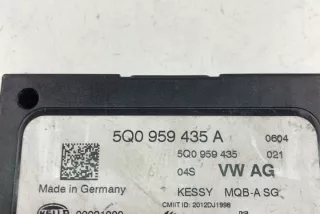 5Q0 959 435 A 0604
5Q0 959 435 021
04S VW AG
Made in Germany KESSY MQB-A SG
CMIIT ID: 2012DJ1998
HELLA